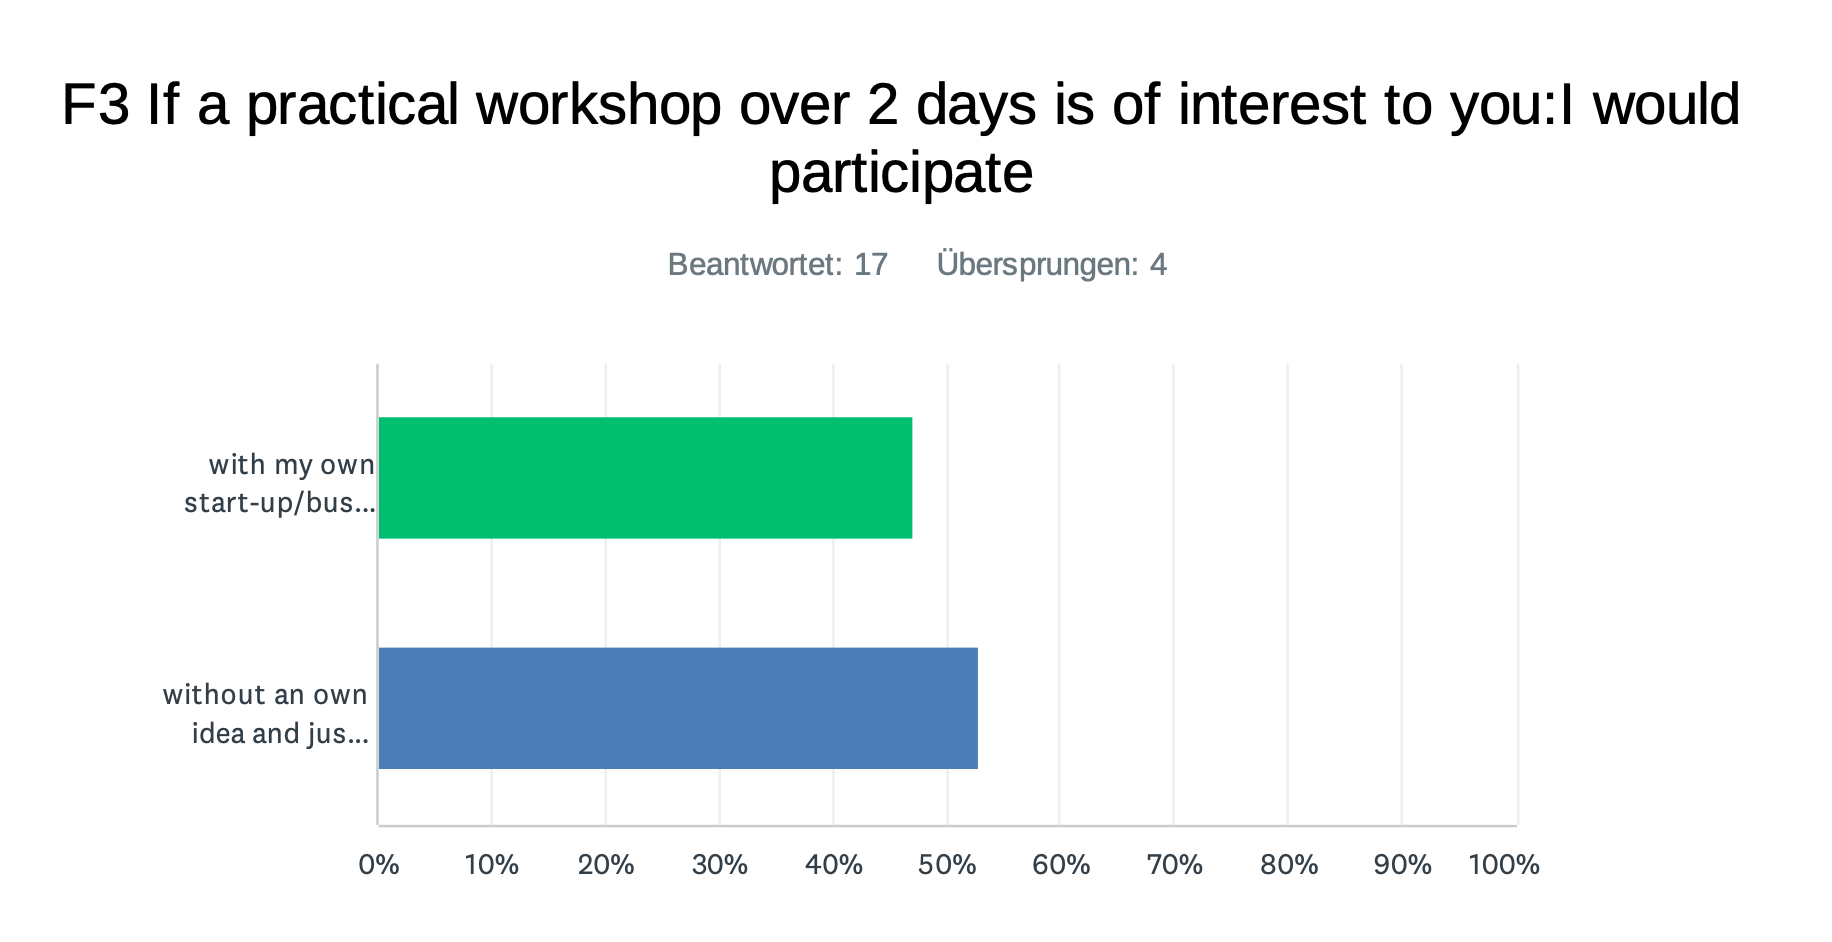 F3 If a practical workshop over 2 days is of interest to you:I would
participate
Beantwortet: 17 Übersprungen: 4
with my own
start-up/bus...
without an own
idea and jus...
0% 10% 20% 30% 40% 50% 60% 70% 80% 90% 100%